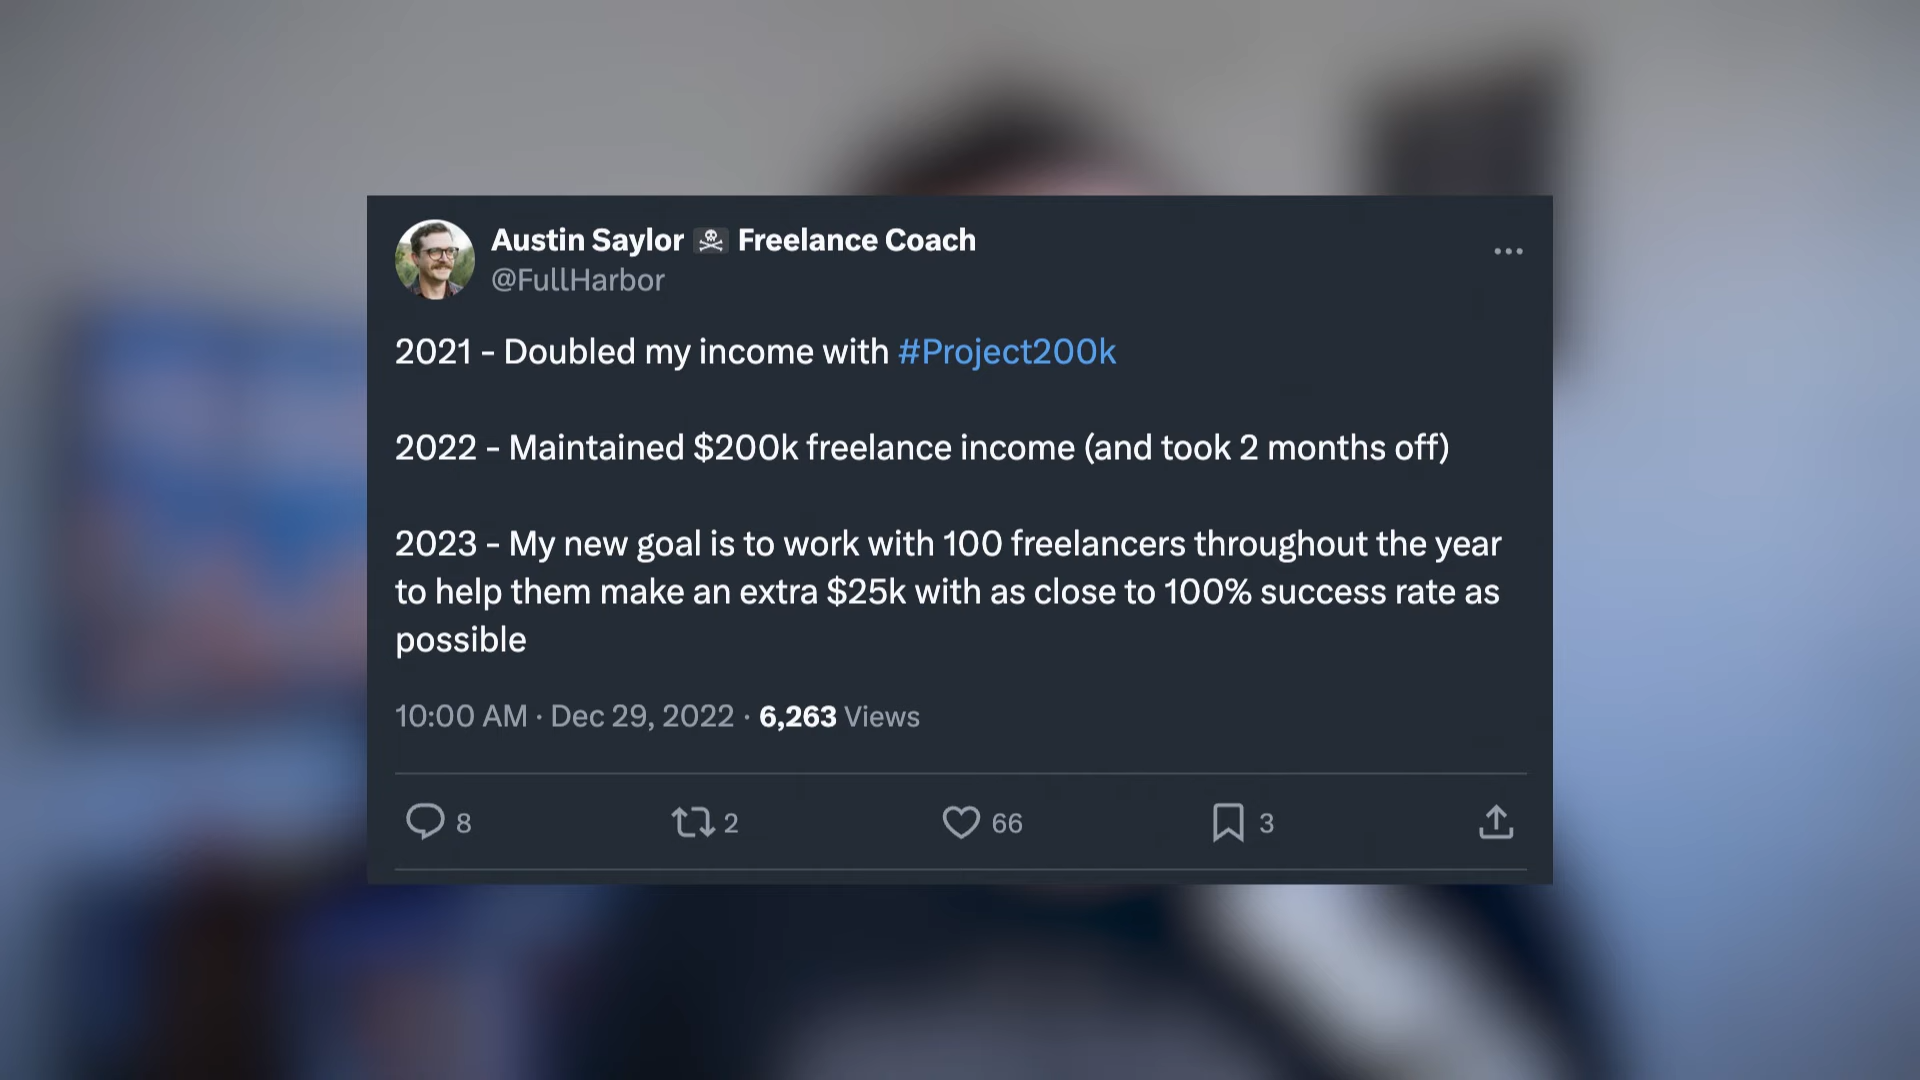 Austin Saylor ☠ Freelance Coach
@FullHarbor
2021 - Doubled my income with #Project200k
2022 - Maintained $200k freelance income (and took 2 months off)
2023 - My new goal is to work with 100 freelancers throughout the year
to help them make an extra $25k with as close to 100% success rate as
possible
10:00 AM · Dec 29, 2022 · 6,263 Views
8 2 66 3